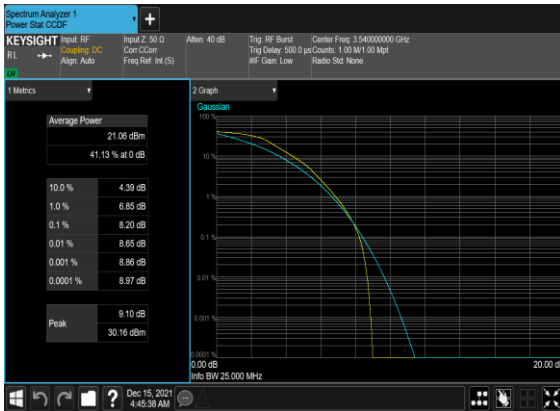 Spectrum Analyzer 1
Power Stat CCDF
+
KEYSIGHT
RL
LNI
Input: RF
Coupling: DC
Align: Auto
Input Z: 50 Ω
Corr CCorr
Freq Ref: Int (S)
Atten: 40 dB
Trig: RF Burst
Trig Delay: 500.0 µs
#IF Gain: Low
Center Freq: 3.540000000 GHz
Counts: 1.00 M/1.00 Mpt
Radio Std: None
1 Metrics
Average Power
21.06 dBm
41.13 % at 0 dB
10.0 % 4.39 dB
1.0 % 6.85 dB
0.1 % 8.20 dB
0.01 % 8.65 dB
0.001 % 8.86 dB
0.0001 % 8.97 dB
Peak
9.10 dB
30.16 dBm
2 Graph
Gaussian
100 %
10 %
1 %
0.1 %
0.01 %
0.001 %
0.0001 %
0.00 dB
20.00 d
Info BW 25.000 MHz
?
Dec 15, 2021
4:45:38 AM